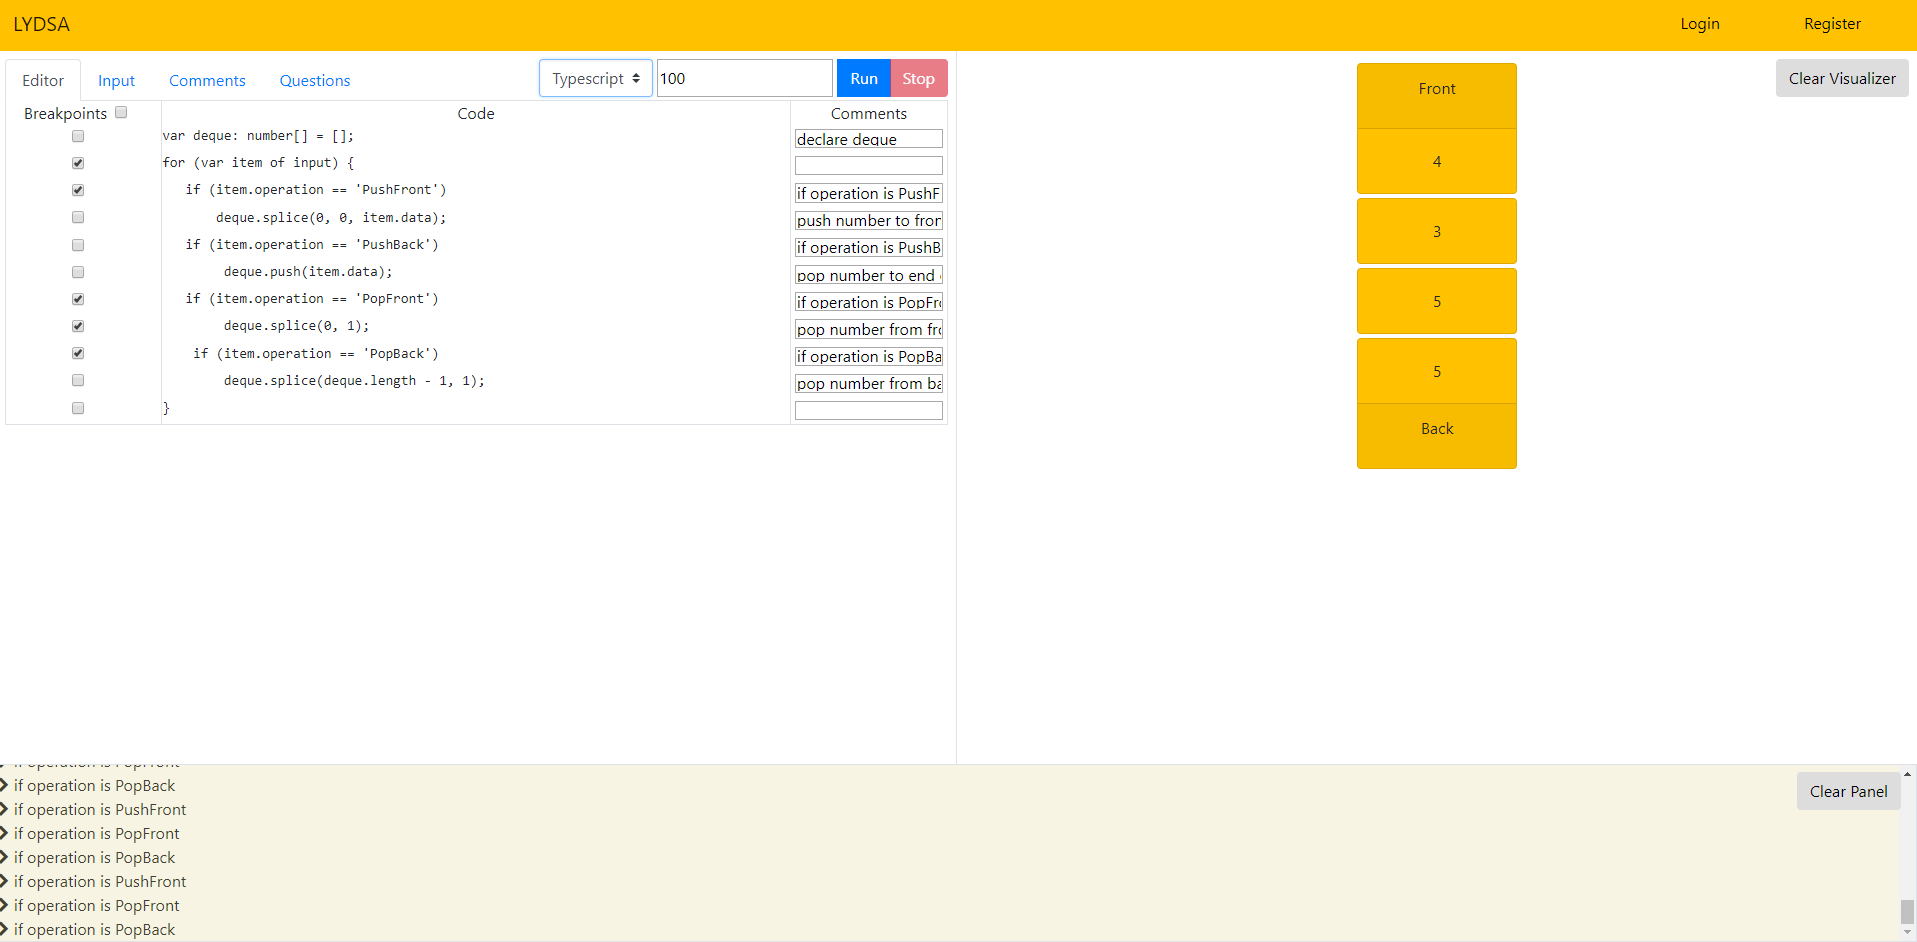 LYDSA
Login
Register
Editor
Input
Comments
Questions
Typescript
100
Run
Stop
Clear Visualizer
Breakpoints
Code
Comments
var deque: number[] = [];
declare deque
for (var item of input) {
if (item.operation == 'PushFront')
if operation is PushF
deque.splice(0, 0, item.data);
push number to fron
if (item.operation == 'PushBack')
if operation is PushB
deque.push(item.data);
pop number to end
if (item.operation == 'PopFront')
if operation is PopFr
deque.splice(0, 1);
pop number from fr
if (item.operation == 'PopBack')
if operation is PopBa
deque.splice(deque.length - 1, 1);
pop number from ba
}
Front
4
3
5
5
Back
if operation is PopFront
if operation is PopBack
if operation is PushFront
if operation is PopFront
if operation is PopBack
if operation is PushFront
if operation is PopFront
if operation is PopBack
Clear Panel